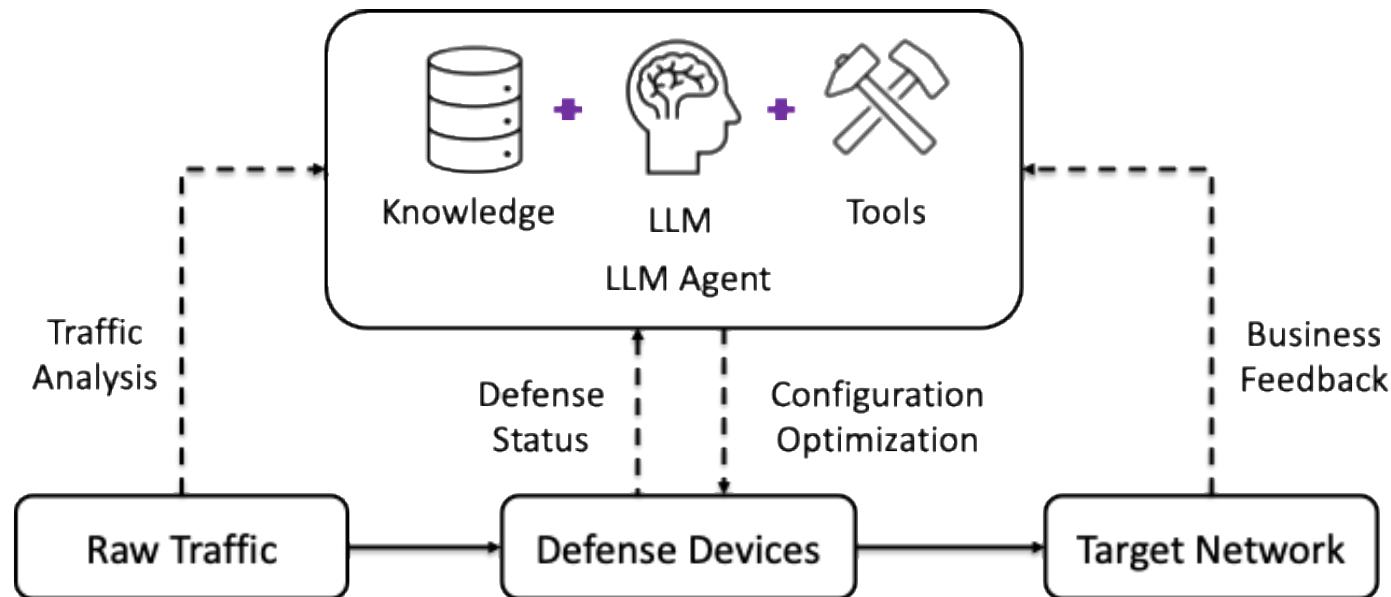 Knowledge
LLM
Tools
LLM Agent
Traffic
Analysis
Defense
Status
Configuration
Optimization
Business
Feedback
Raw Traffic
Defense Devices
Target Network